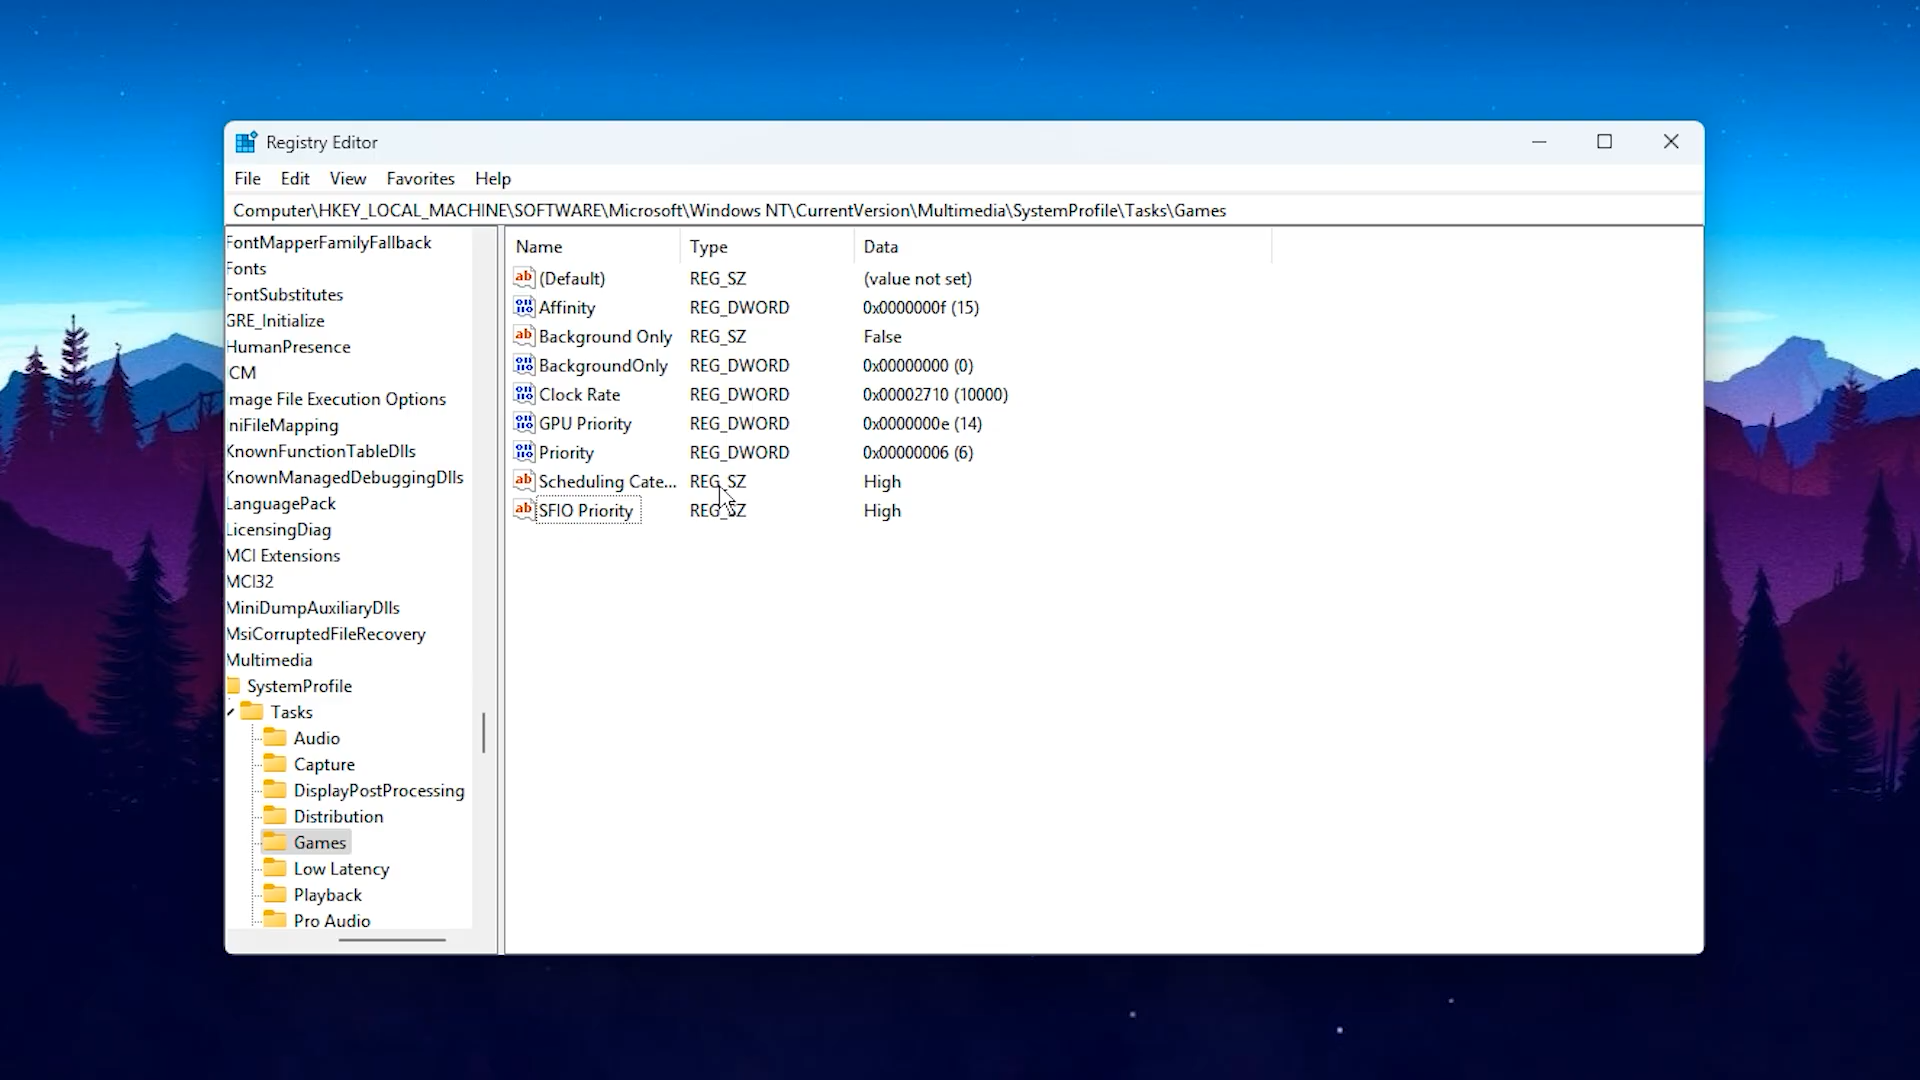 Registry Editor
File Edit View Favorites Help
Computer\HKEY_LOCAL_MACHINE\SOFTWARE\Microsoft\Windows NT\CurrentVersion\Multimedia\SystemProfile\Tasks\Games
FontMapperFamilyFallback
Fonts
FontSubstitutes
GRE_Initialize
HumanPresence
CM
mage File Execution Options
niFileMapping
KnownFunctionTableDlls
KnownManagedDebuggingDlls
LanguagePack
LicensingDiag
MCI Extensions
MCI32
MiniDumpAuxiliaryDlls
MsiCorruptedFileRecovery
Multimedia
SystemProfile
Tasks
Audio
Capture
DisplayPostProcessing
Distribution
Games
Low Latency
Playback
Pro Audio
Name Type Data
(Default) REG_SZ (value not set)
Affinity REG_DWORD 0x0000000f (15)
Background Only REG_SZ False
BackgroundOnly REG_DWORD 0x00000000 (0)
Clock Rate REG_DWORD 0x00002710 (10000)
GPU Priority REG_DWORD 0x0000000e (14)
Priority REG_DWORD 0x00000006 (6)
Scheduling Cate... REG_SZ High
SFIO Priority REG_SZ High